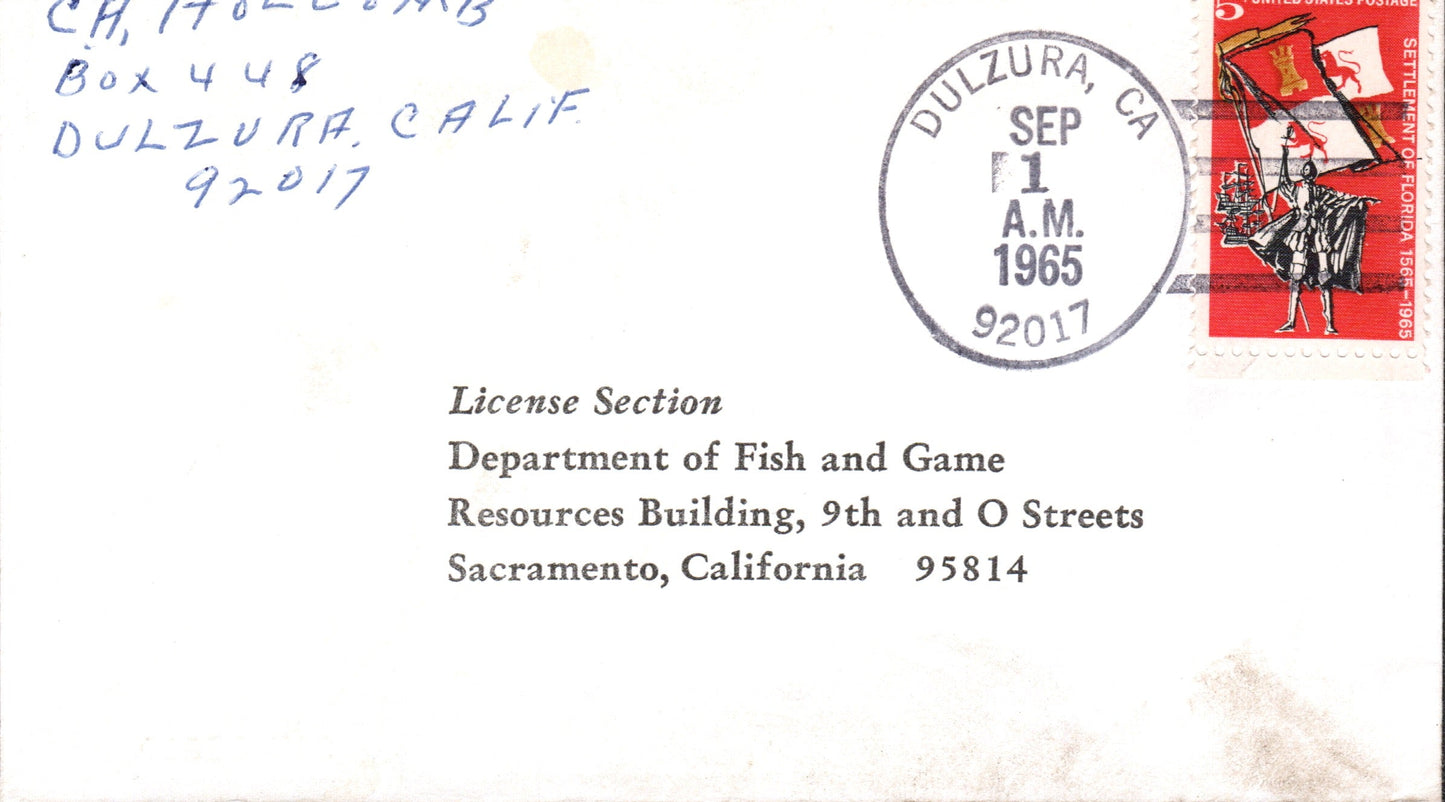 C.H. HOLCOMB
BOX 448
DULZURA. CALIF.
92017
DULZURA, CA
SEP
1
A.M.
1965
92017
5¢ UNITED STATES POSTAGE
SETTLEMENT OF FLORIDA 1565–1965
License Section
Department of Fish and Game
Resources Building, 9th and O Streets
Sacramento, California 95814